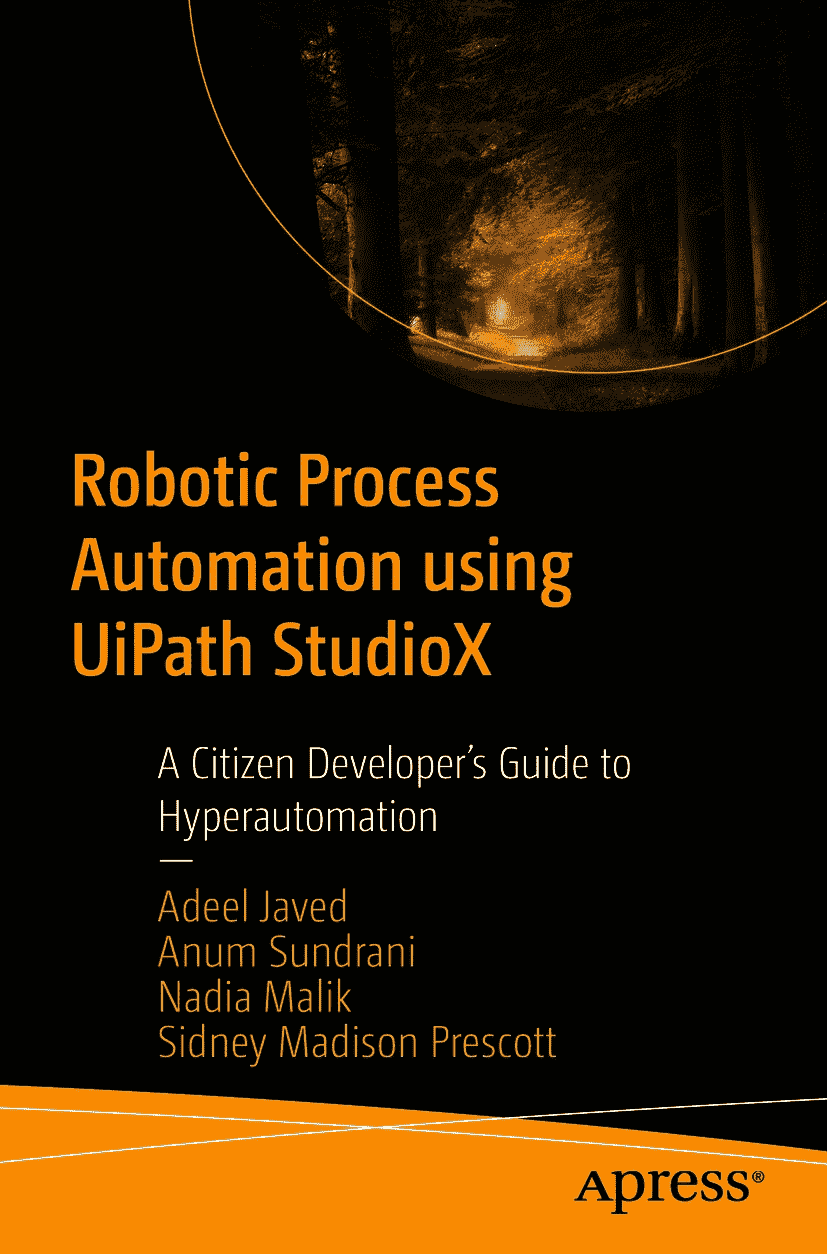 Robotic Process
Automation using
UiPath StudioX
A Citizen Developer’s Guide to
Hyperautomation
—
Adeel Javed
Anum Sundrani
Nadia Malik
Sidney Madison Prescott
Apress®